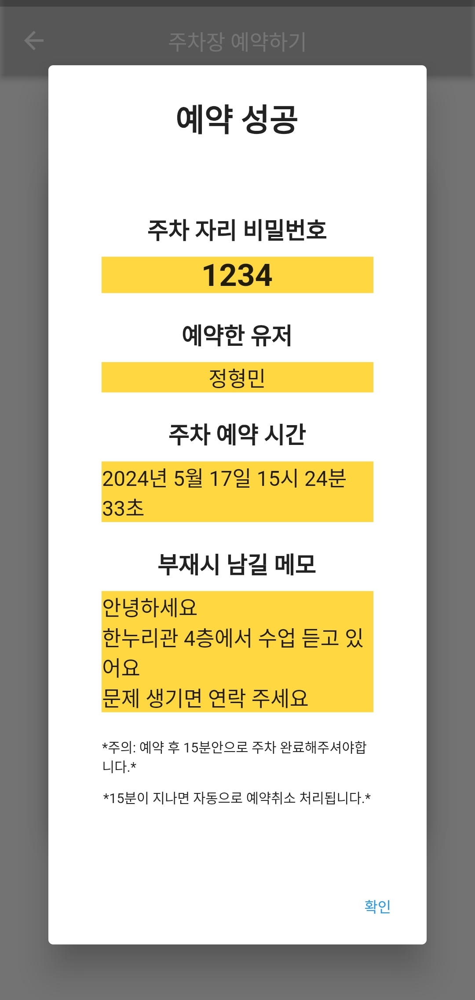 주차장 예약하기
예약 성공
주차 자리 비밀번호
1234
예약한 유저
정형민
주차 예약 시간
2024년 5월 17일 15시 24분
33초
부재시 남길 메모
안녕하세요
한누리관 4층에서 수업 듣고 있
어요
문제 생기면 연락 주세요
*주의: 예약 후 15분안으로 주차 완료해주셔야합
니다.*
*15분이 지나면 자동으로 예약취소 처리됩니다.*
확인